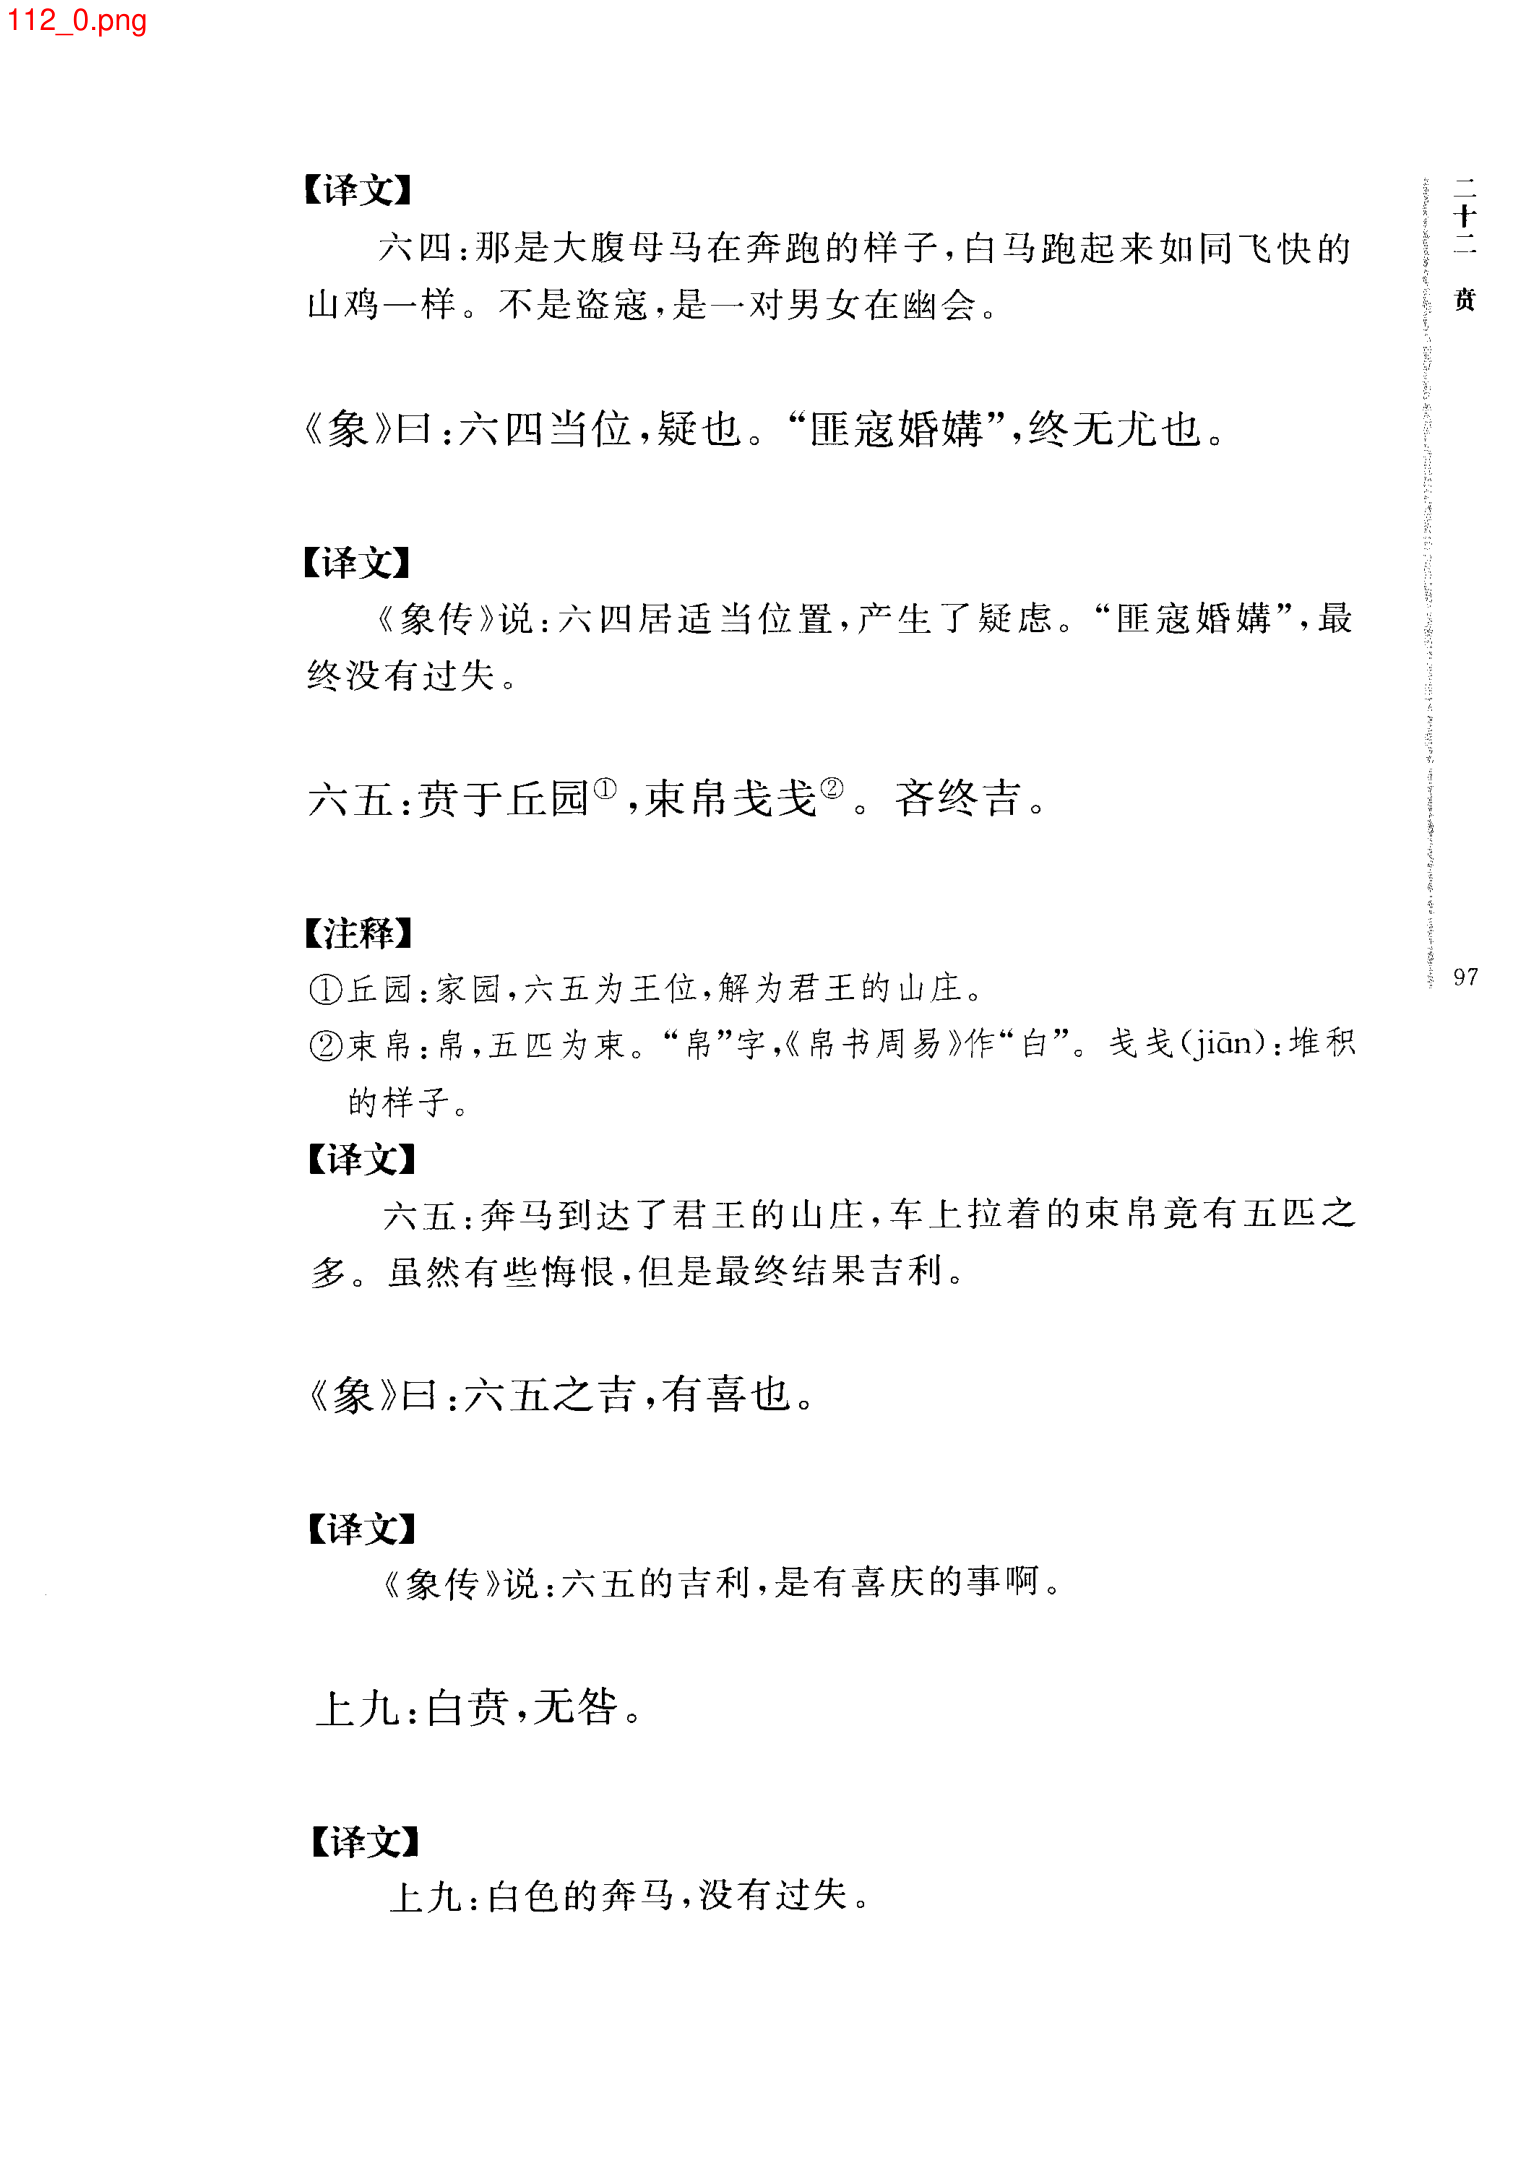 112_0.png
【译文】
六四:那是大腹母马在奔跑的样子,白马跑起来如同飞快的
山鸡一样。不是盗寇,是一对男女在幽会。
《象》曰:六四当位,疑也。“匪寇婚媾”,终无尤也。
【译文】
《象传》说:六四居适当位置,产生了疑虑。“匪寇婚媾”,最
终没有过失。
六五:贲于丘园①,束帛戋戋②。吝终吉。
【注释】
①丘园:家园,六五为王位,解为君王的山庄。
②束帛:帛,五匹为束。“帛”字,《帛书周易》作“白”。戋戋(jiān):堆积
的样子。
【译文】
六五:奔马到达了君王的山庄,车上拉着的束帛竟有五匹之
多。虽然有些悔恨,但是最终结果吉利。
《象》曰:六五之吉,有喜也。
【译文】
《象传》说:六五的吉利,是有喜庆的事啊。
上九:白贲,无咎。
【译文】
上九:白色的奔马,没有过失。
二十二 贲
97